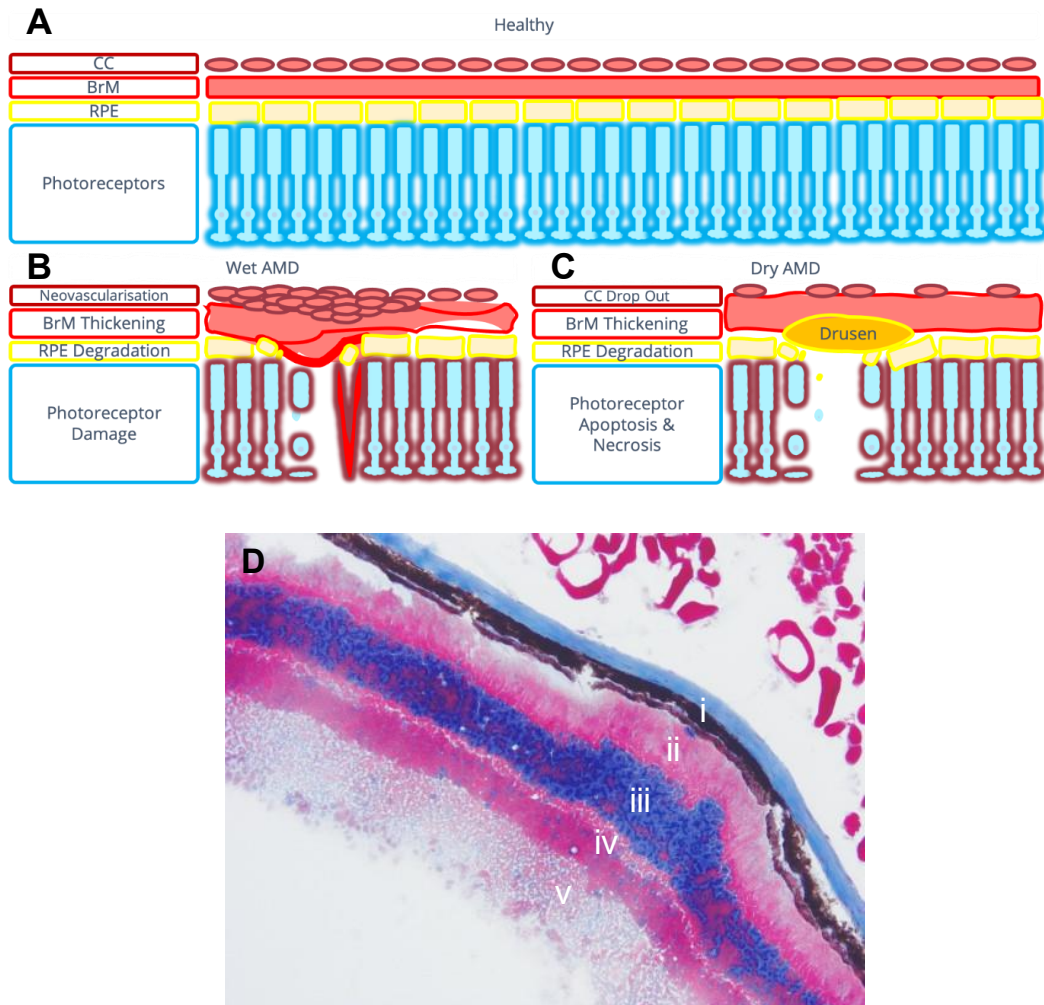 A
Healthy
CC
BrM
RPE
Photoreceptors
B
Wet AMD
Neovascularisation
BrM Thickening
RPE Degradation
Photoreceptor
Damage
C
Dry AMD
CC Drop Out
BrM Thickening
RPE Degradation
Photoreceptor
Apoptosis &
Necrosis
Drusen
D
i
ii
iii
iv
v